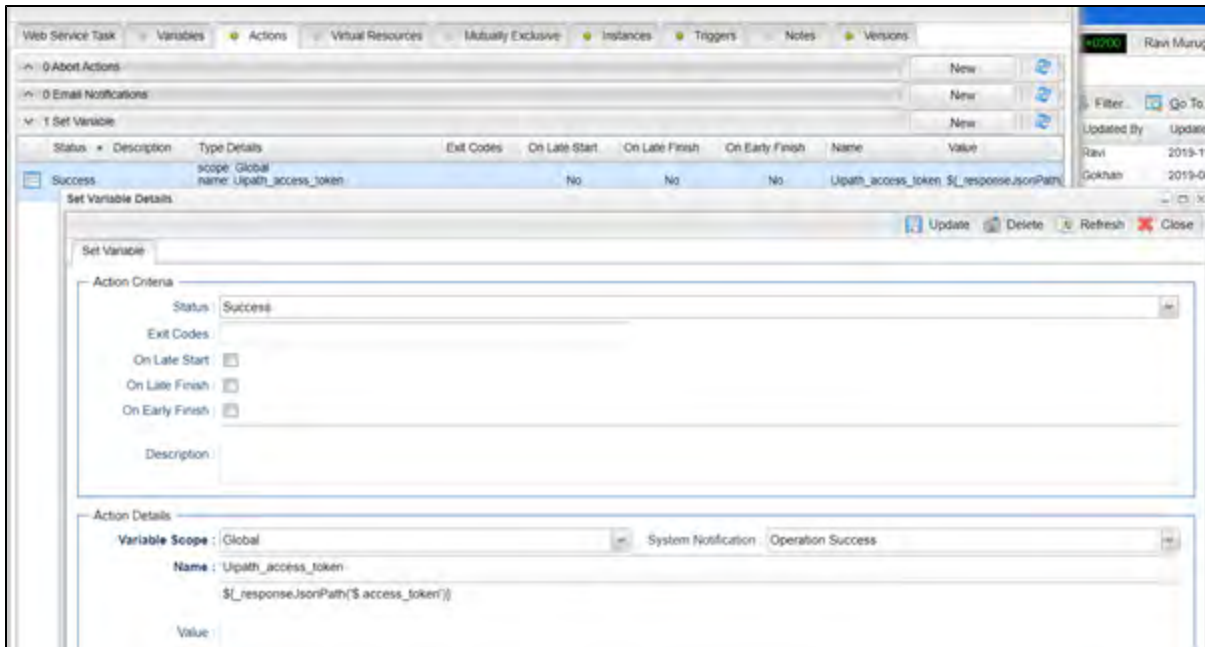 Web Service Task Variables Actions Virtual Resources Mutually Exclusive Instances Triggers Notes Versions
+0200 Ravi Murug
0 Abort Actions New
0 Email Notifications New
Filter Go To
1 Set Variable New
Updated By Update
Status Description Type Details Exit Codes On Late Start On Late Finish On Early Finish Name Value
Ravi 2019-1
scope: Global
Success name: Uipath_access_token No No No Uipath_access_token ${_responseJsonPath(
Gokhan 2019-0
Set Variable Details
Update Delete Refresh Close
Set Variable
Action Criteria
Status : Success
Exit Codes :
On Late Start :
On Late Finish :
On Early Finish :
Description :
Action Details
Variable Scope : Global System Notification : Operation Success
Name : Uipath_access_token
${_responseJsonPath('$.access_token')}
Value :